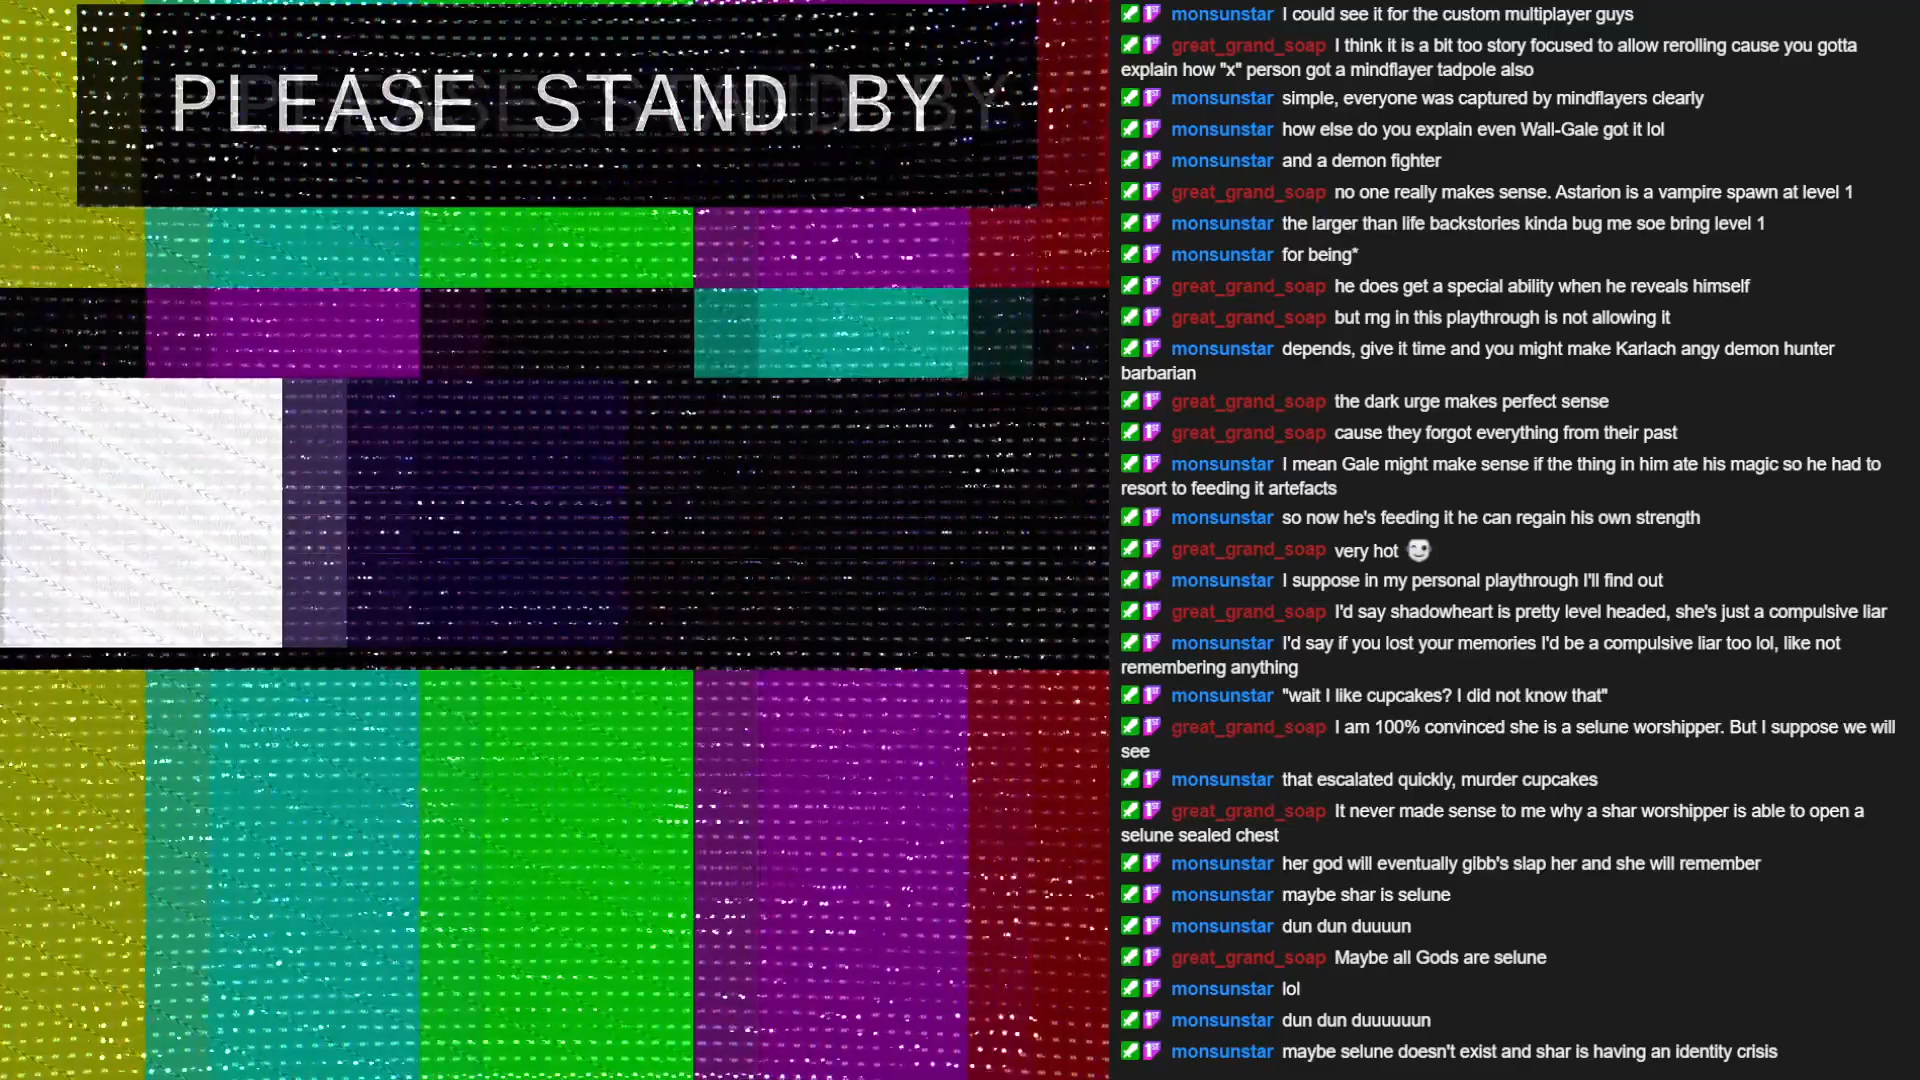 PLEASE STAND BY
monsunstar I could see it for the custom multiplayer guys
great_grand_soap I think it is a bit too story focused to allow rerolling cause you gotta
explain how "x" person got a mindflayer tadpole also
monsunstar simple, everyone was captured by mindflayers clearly
monsunstar how else do you explain even Wall-Gale got it lol
monsunstar and a demon fighter
great_grand_soap no one really makes sense. Astarion is a vampire spawn at level 1
monsunstar the larger than life backstories kinda bug me soe bring level 1
monsunstar for being*
great_grand_soap he does get a special ability when he reveals himself
great_grand_soap but mg in this playthrough is not allowing it
monsunstar depends, give it time and you might make Karlach angy demon hunter
barbarian
great_grand_soap the dark urge makes perfect sense
great_grand_soap cause they forgot everything from their past
monsunstar I mean Gale might make sense if the thing in him ate his magic so he had to
resort to feeding it artefacts
monsunstar so now he's feeding it he can regain his own strength
great_grand_soap very hot
monsunstar I suppose in my personal playthrough I'll find out
great_grand_soap I'd say shadowheart is pretty level headed, she's just a compulsive liar
monsunstar I'd say if you lost your memories I'd be a compulsive liar too lol, like not
remembering anything
monsunstar "wait I like cupcakes? I did not know that"
great_grand_soap I am 100% convinced she is a selune worshipper. But I suppose we will
see
monsunstar that escalated quickly, murder cupcakes
great_grand_soap It never made sense to me why a shar worshipper is able to open a
selune sealed chest
monsunstar her god will eventually gibb's slap her and she will remember
monsunstar maybe shar is selune
monsunstar dun dun duuuun
great_grand_soap Maybe all Gods are selune
monsunstar lol
monsunstar dun dun duuuuuun
monsunstar maybe selune doesn't exist and shar is having an identity crisis